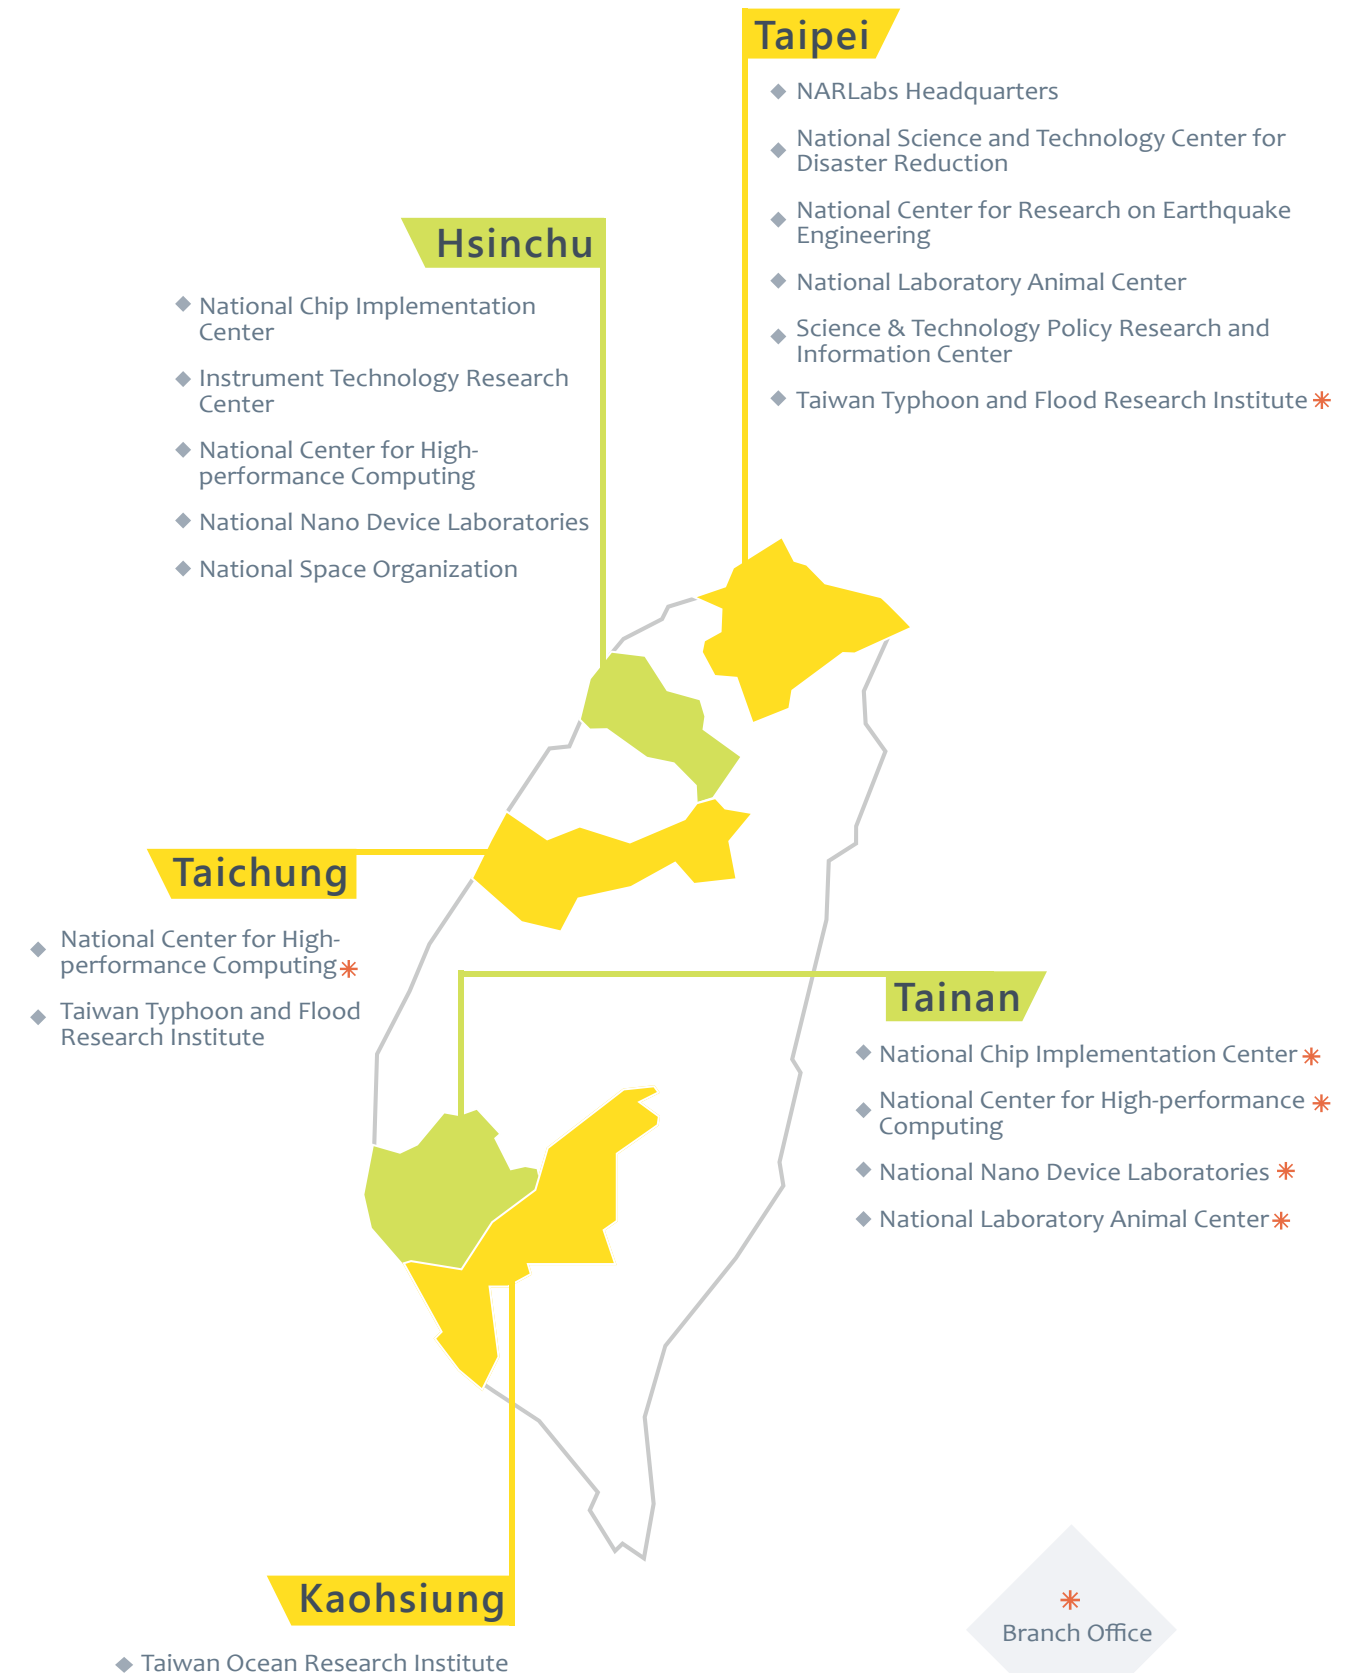 Taipei
◆ NARLabs Headquarters
◆ National Science and Technology Center for
Disaster Reduction
◆ National Center for Research on Earthquake
Engineering
◆ National Laboratory Animal Center
◆ Science & Technology Policy Research and
Information Center
◆ Taiwan Typhoon and Flood Research Institute *
Hsinchu
◆ National Chip Implementation
Center
◆ Instrument Technology Research
Center
◆ National Center for High-
performance Computing
◆ National Nano Device Laboratories
◆ National Space Organization
Taichung
◆ National Center for High-
performance Computing *
◆ Taiwan Typhoon and Flood
Research Institute
Tainan
◆ National Chip Implementation Center *
◆ National Center for High-performance *
Computing
◆ National Nano Device Laboratories *
◆ National Laboratory Animal Center *
Kaohsiung
◆ Taiwan Ocean Research Institute
*
Branch Office